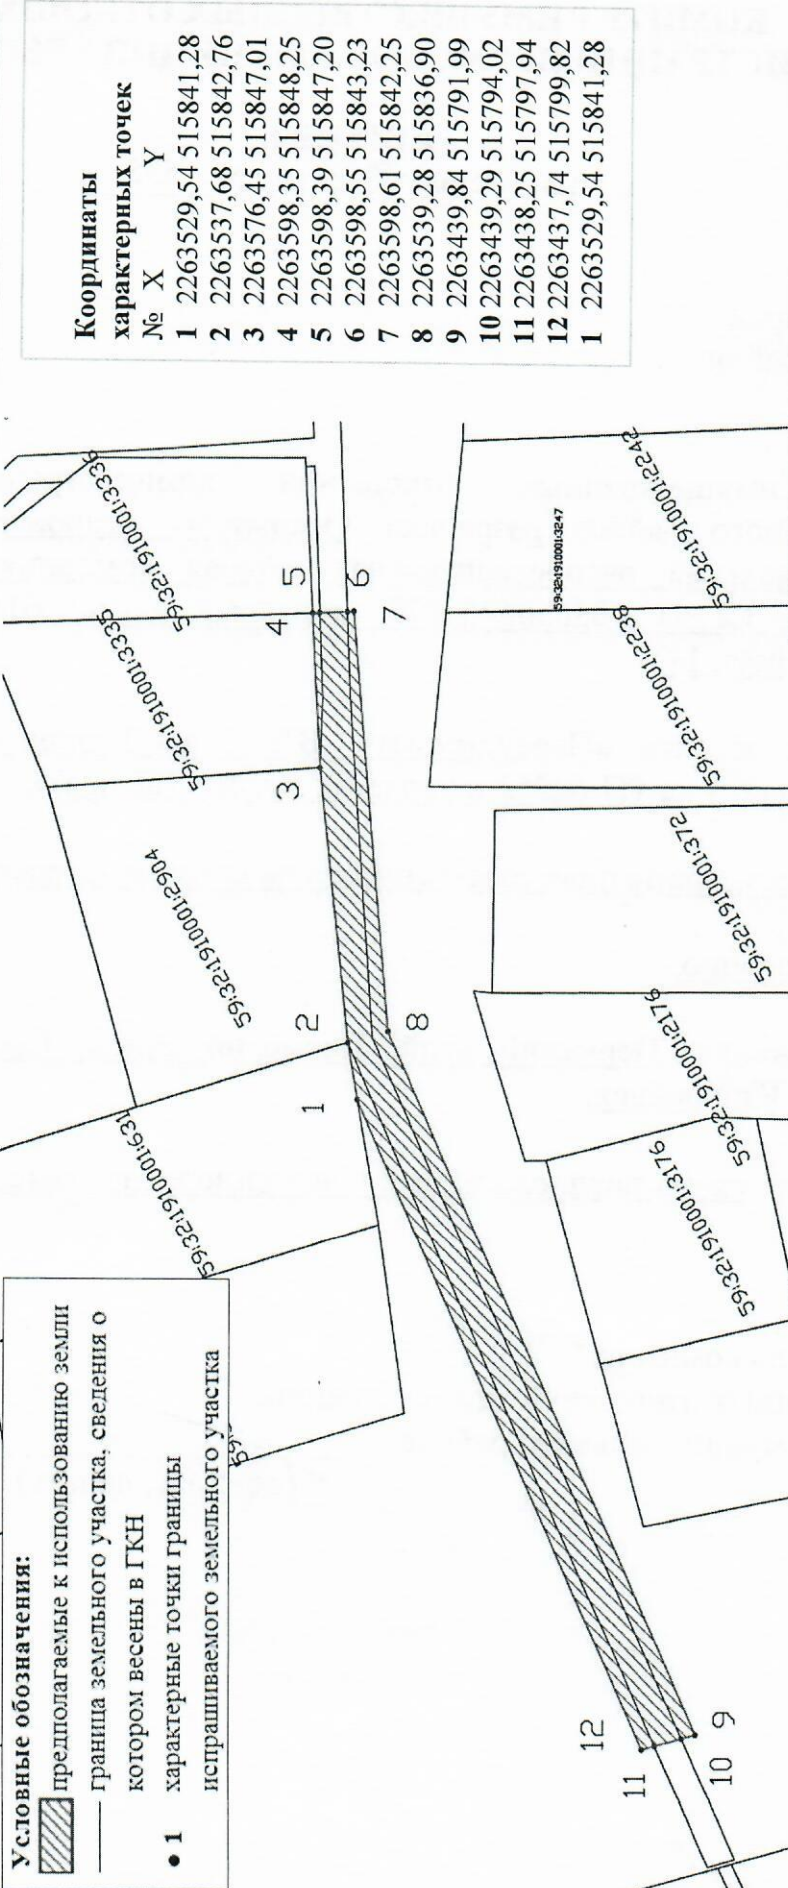 Условные обозначения:
предполагаемые к использованию земли
граница земельного участка, сведения о
котором весены в ГКН
• 1 характерные точки границы
испрашиваемого земельного участка
59:32:1910001:631
59:32:1910001:2904
59:32:1910001:3335
59:32:1910001:3336
1
2
3
4
5
6
7
8
9
10
11
12
59:32:1910001:3176
59:32:1910001:2176
59:32:1910001:372
59:32:1910001:2238
59:32:1910001:3247
59:32:1910001:2242
Координаты
характерных точек
№ X Y
1 2263529,54 515841,28
2 2263537,68 515842,76
3 2263576,45 515847,01
4 2263598,35 515848,25
5 2263598,39 515847,20
6 2263598,55 515843,23
7 2263598,61 515842,25
8 2263539,28 515836,90
9 2263439,84 515791,99
10 2263439,29 515794,02
11 2263438,25 515797,94
12 2263437,74 515799,82
1 2263529,54 515841,28